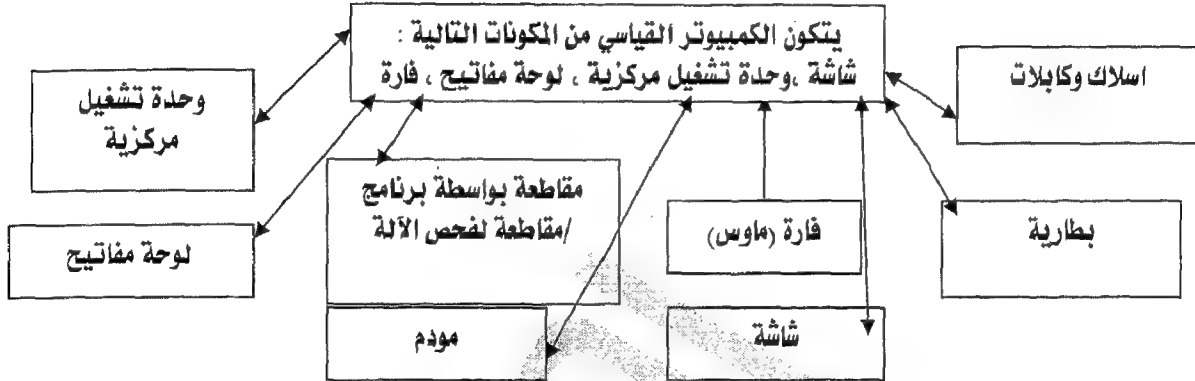 يتكون الكمبيوتر القياسي من المكونات التالية :
شاشة ،وحدة تشغيل مركزية ، لوحة مفاتيح ، فارة
اسلاك وكابلات
وحدة تشغيل
مركزية
مقاطعة بواسطة برنامج
/مقاطعة لفحص الآلة
فارة (ماوس)
بطارية
لوحة مفاتيح
شاشة
مودم